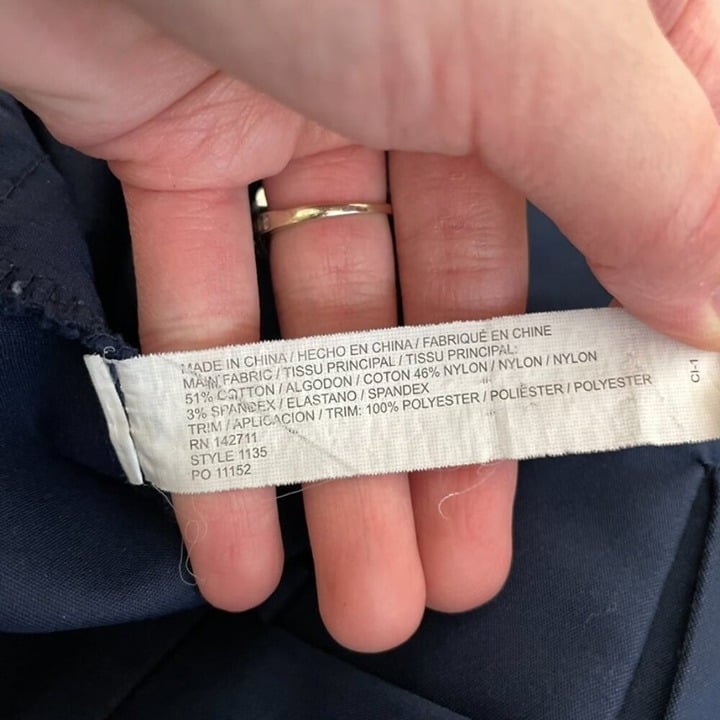 MADE IN CHINA / HECHO EN CHINA / FABRIQUÉ EN CHINE
MAIN FABRIC / TISSU PRINCIPAL / TISSU PRINCIPAL:
51% COTTON / ALGODON / COTON 46% NYLON / NYLON / NYLON
3% SPANDEX / ELASTANO / SPANDEX
TRIM / APLICACION / TRIM: 100% POLYESTER / POLIÉSTER / POLYESTER
RN 142711
STYLE 1135
PO 11152
CI-1